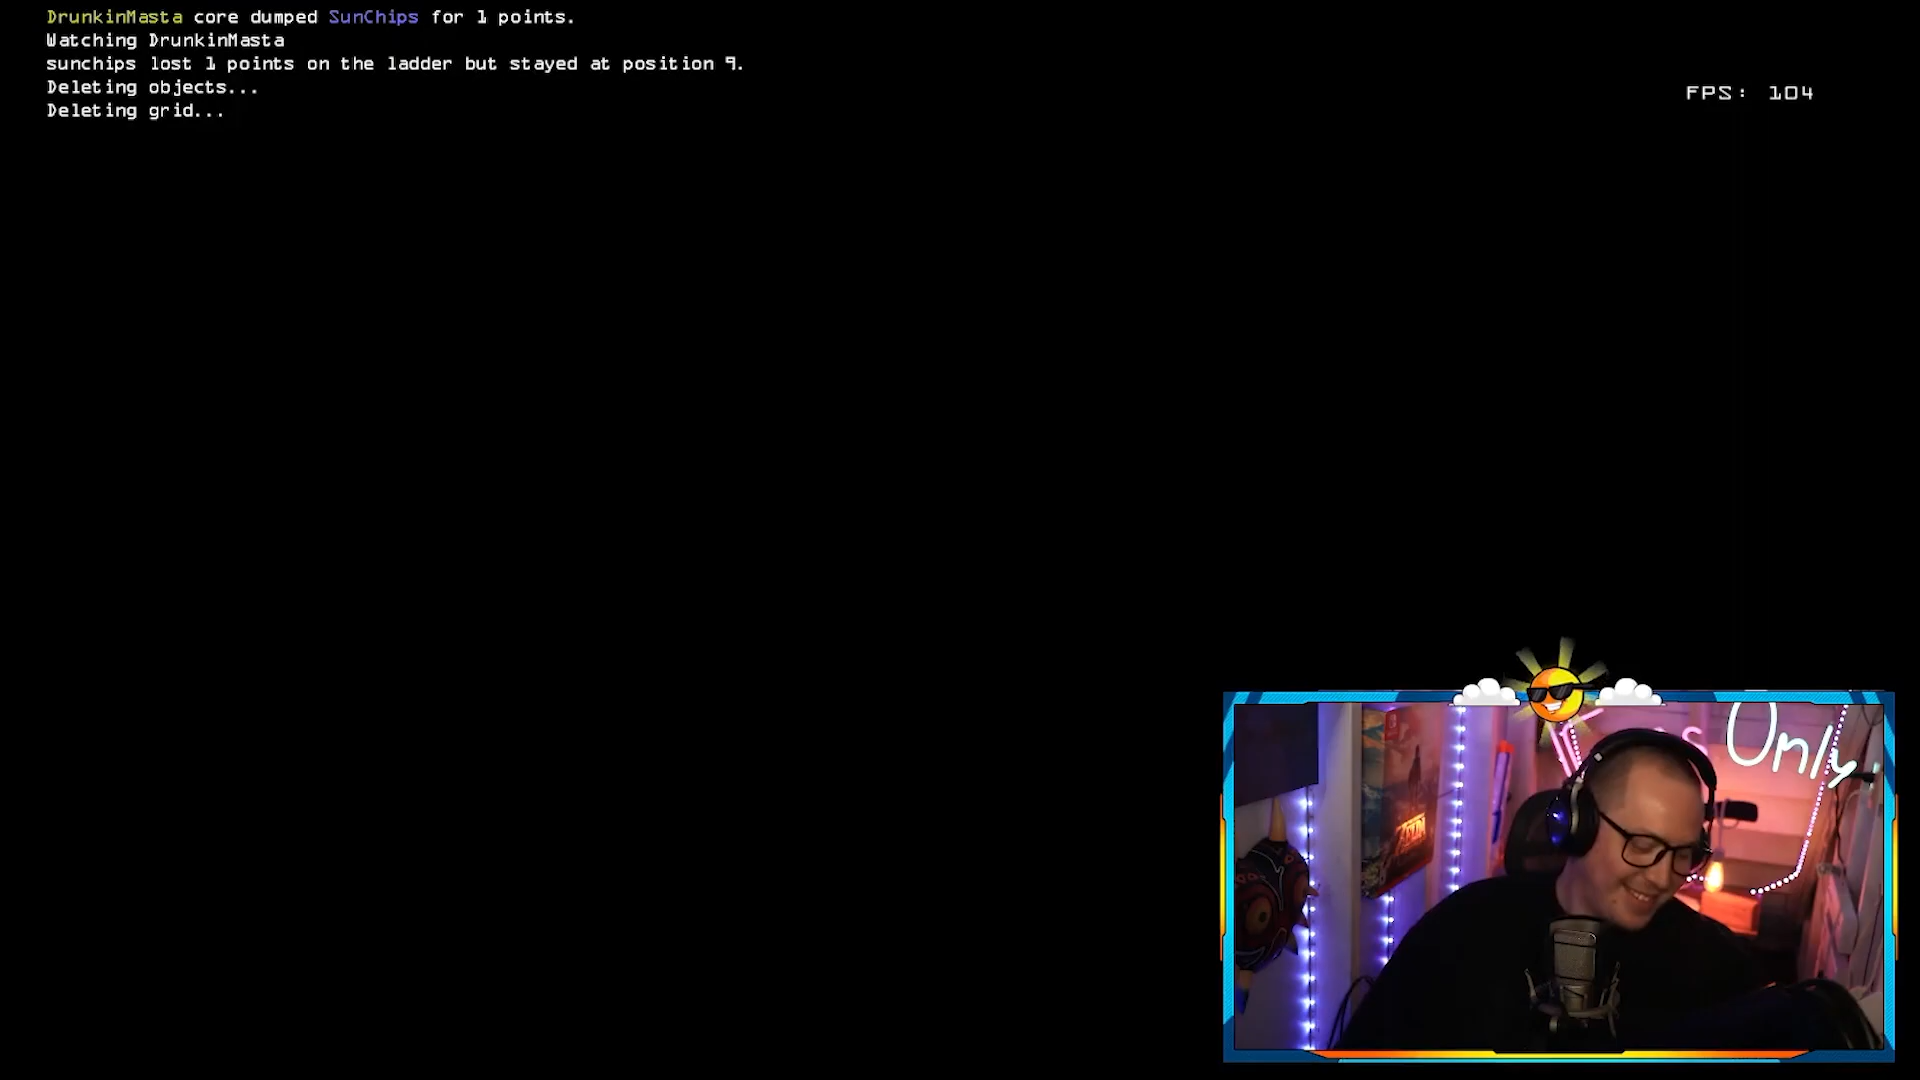 DrunkinMasta core dumped SunChips for 1 points.
Watching DrunkinMasta
sunchips lost 1 points on the ladder but stayed at position 9.
Deleting objects...
Deleting grid...
FPS: 104
Only
ZELDA